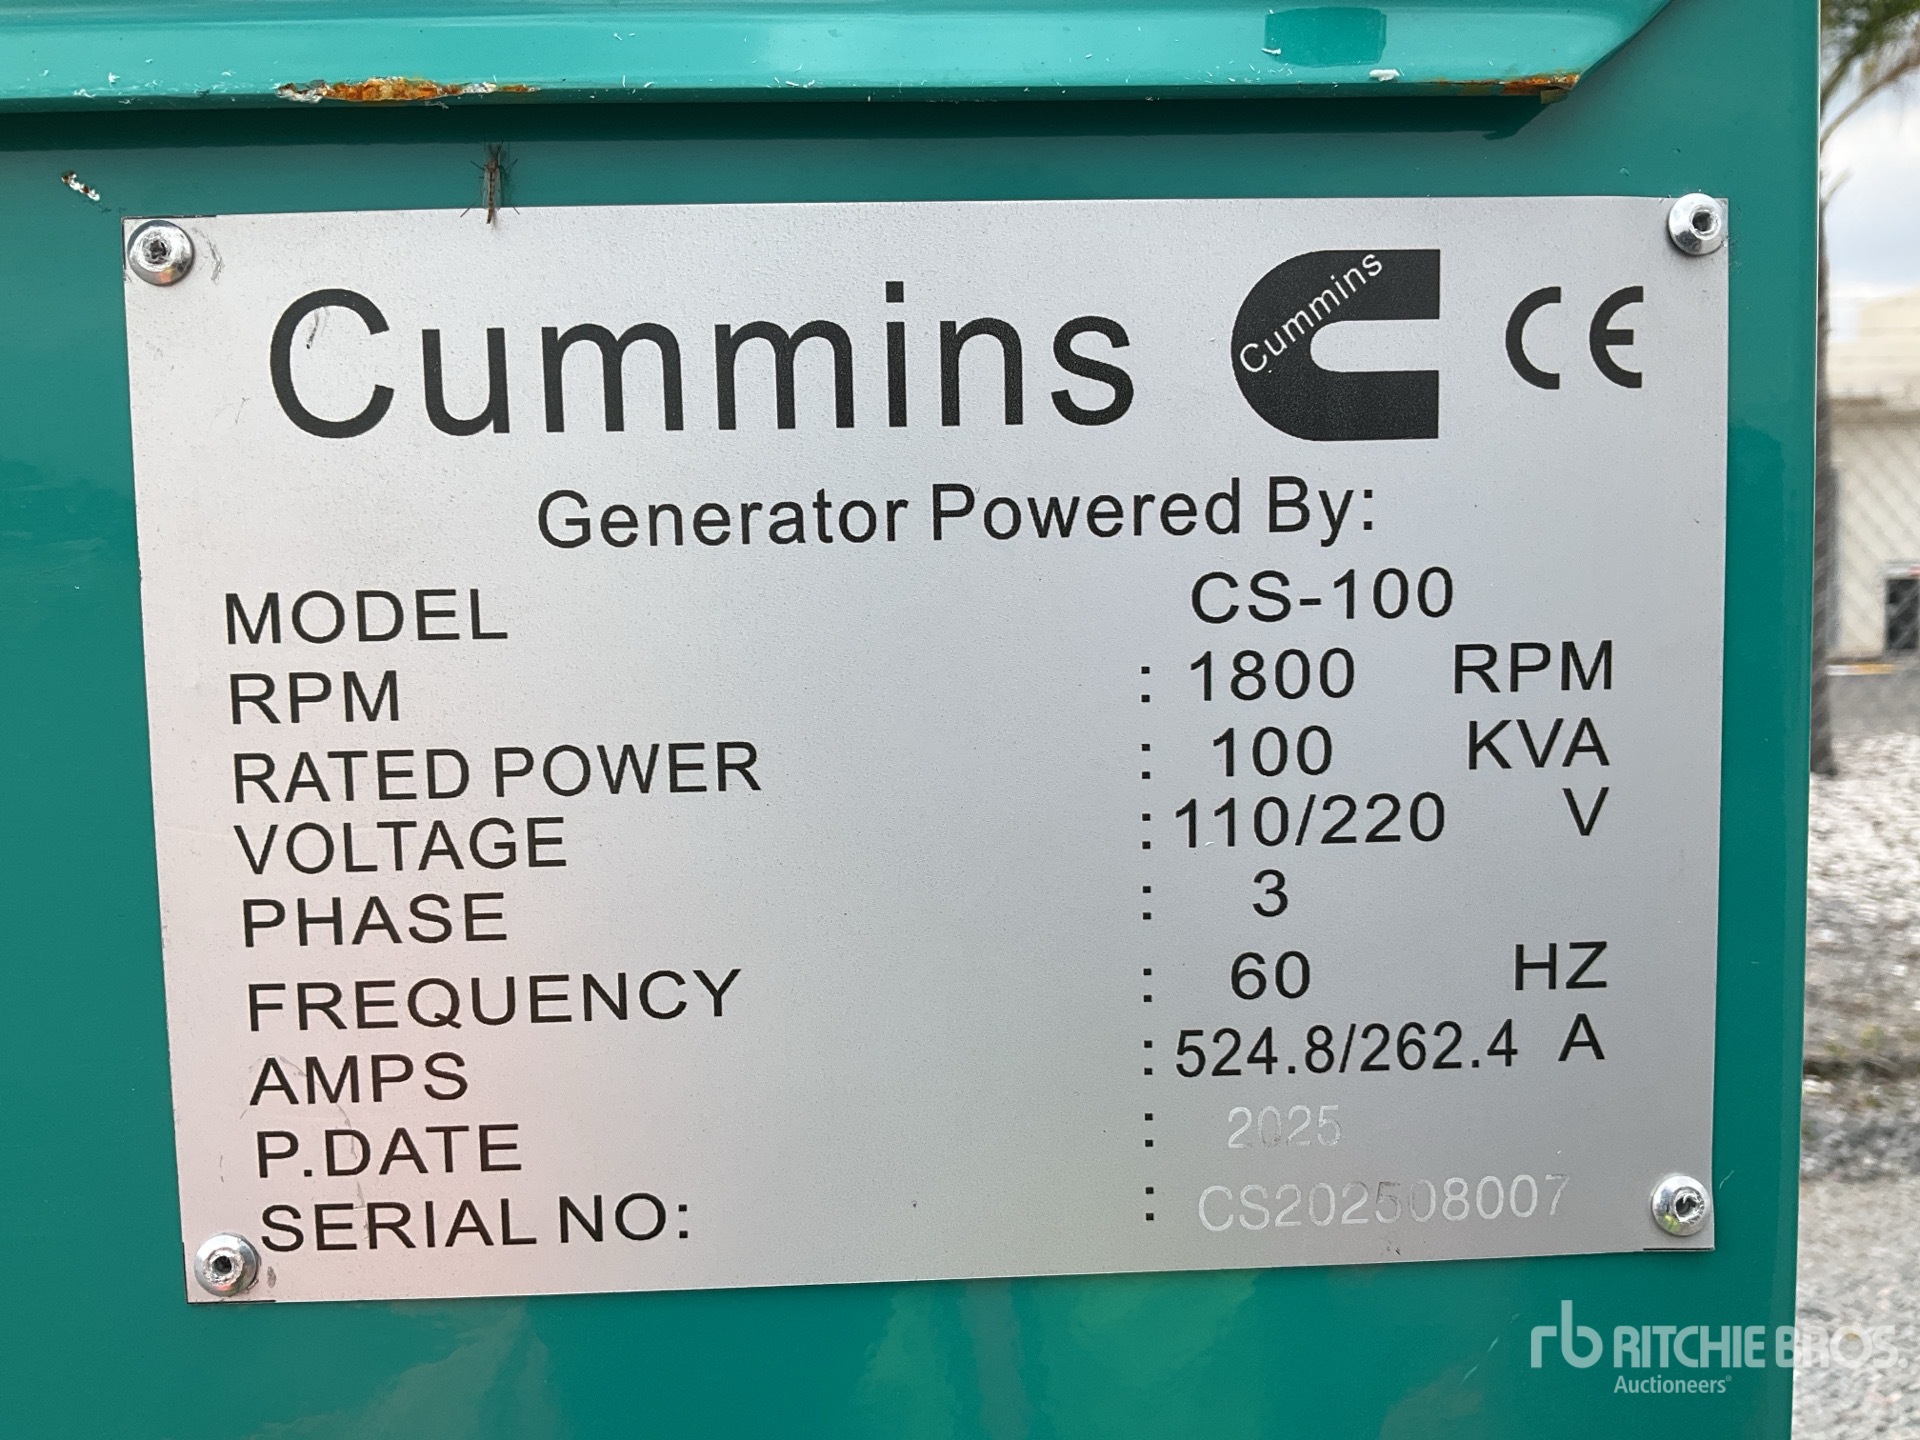 Cummins Cummins CE
Generator Powered By:
MODEL CS-100
RPM : 1800 RPM
RATED POWER : 100 KVA
VOLTAGE : 110/220 V
PHASE : 3
FREQUENCY : 60 HZ
AMPS : 524.8/262.4 A
P.DATE : 2025
SERIAL NO: : CS202508007
rb RITCHIE BROS.
Auctioneers®